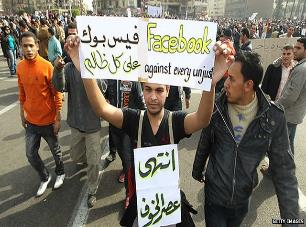 فيس بوك
على كل ظالم
Facebook
against every unjust
انتهى
عصر الخوف
GETTY IMAGES